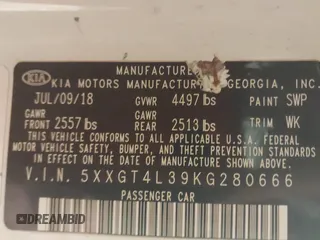 MANUFACTURE
KIA
KIA MOTORS MANUFACTUR GEORGIA, INC.
JUL/09/18 GVWR 4497 lbs PAINT SWP
GAWR FRONT 2557 lbs GAWR REAR 2513 lbs TRIM WK
THIS VEHICLE CONFORMS TO ALL APPLICABLE FEDERAL MOTOR
VEHICLE SAFETY, BUMPER, AND THEFT PREVENTION STANDARDS
IN EFFECT ON THE DATE OF MANUFACTURE SHOWN ABOVE.
V.I.N. 5XXGT4L39KG280666
PASSENGER CAR
DREAMBID